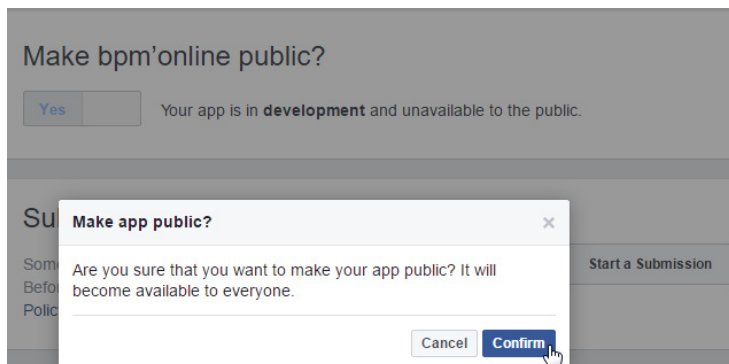 Make bpm'online public?
Yes Your app is in development and unavailable to the public.
Make app public? ×
Are you sure that you want to make your app public? It will
become available to everyone.
Start a Submission
Cancel Confirm